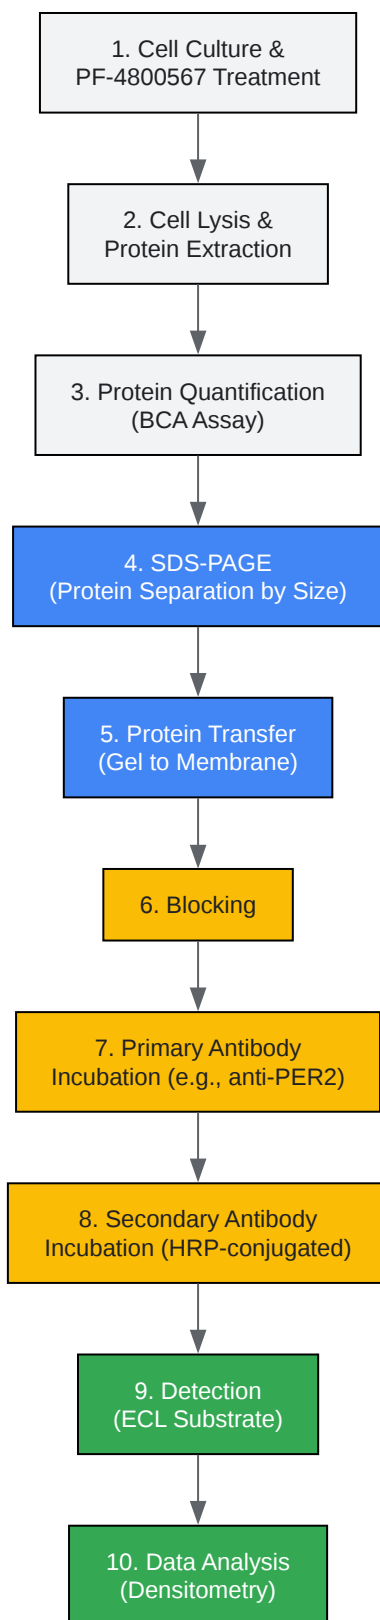 1. Cell Culture &
PF-4800567 Treatment
2. Cell Lysis &
Protein Extraction
3. Protein Quantification
(BCA Assay)
4. SDS-PAGE
(Protein Separation by Size)
5. Protein Transfer
(Gel to Membrane)
6. Blocking
7. Primary Antibody
Incubation (e.g., anti-PER2)
8. Secondary Antibody
Incubation (HRP-conjugated)
9. Detection
(ECL Substrate)
10. Data Analysis
(Densitometry)